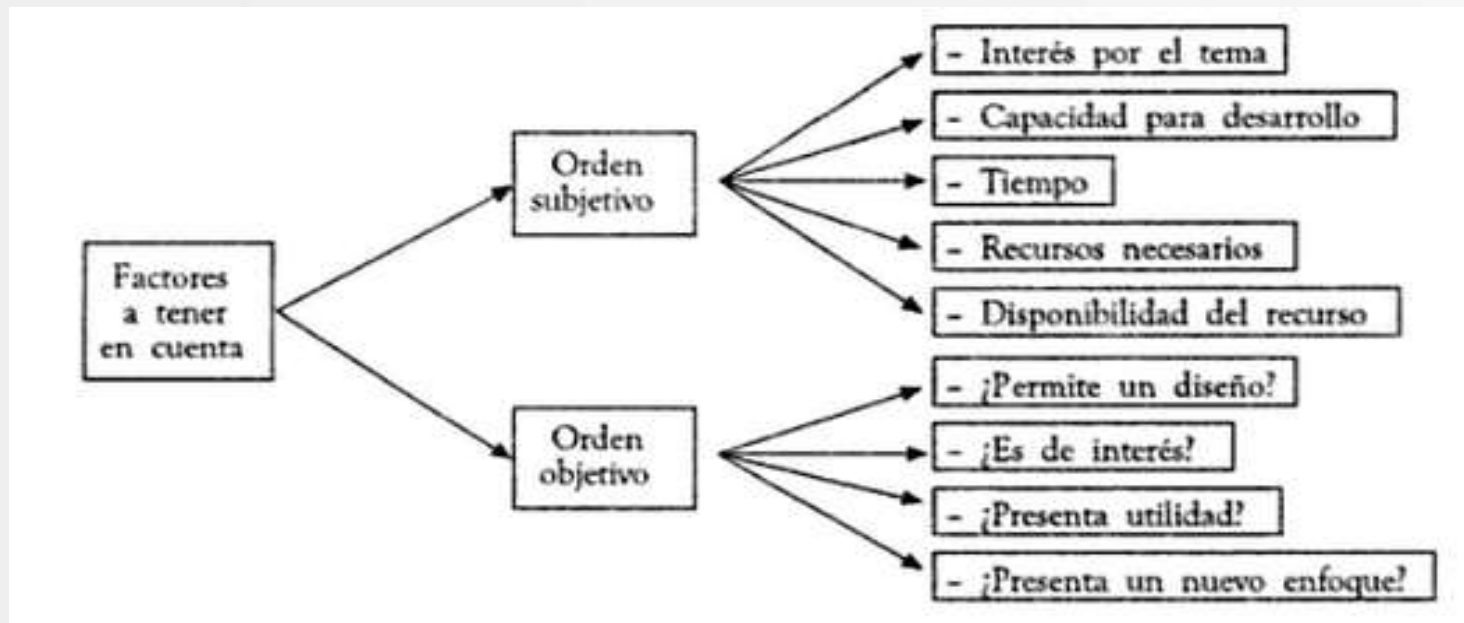 Factores
a tener
en cuenta
Orden
subjetivo
- Interés por el tema
- Capacidad para desarrollo
- Tiempo
- Recursos necesarios
- Disponibilidad del recurso
Orden
objetivo
- ¿Permite un diseño?
- ¿Es de interés?
- ¿Presenta utilidad?
- ¿Presenta un nuevo enfoque?